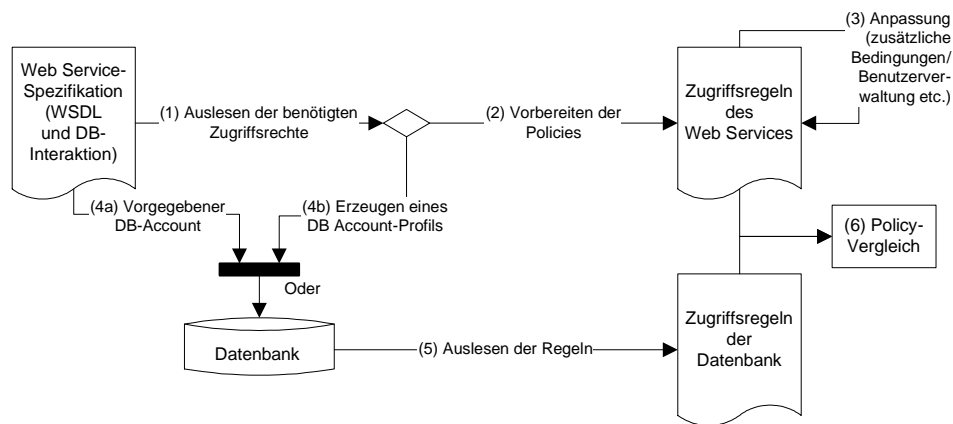 Web Service-
Spezifikation
(WSDL
und DB-
Interaktion)
(1) Auslesen der benötigten
Zugriffsrechte
(2) Vorbereiten der
Policies
Zugriffsregeln
des
Web Services
(3) Anpassung
(zusätzliche
Bedingungen/
Benutzerver-
waltung etc.)
(4a) Vorgegebener
DB-Account
(4b) Erzeugen eines
DB Account-Profils
Oder
Datenbank
(5) Auslesen der Regeln
Zugriffsregeln
der
Datenbank
(6) Policy-
Vergleich